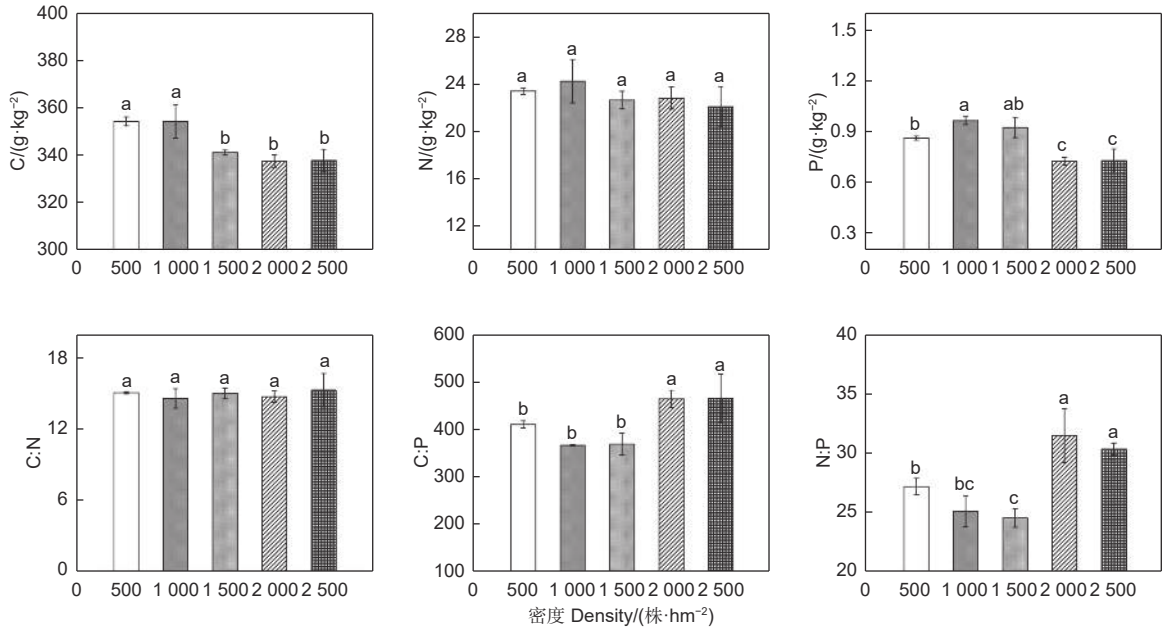 400
380
360
340
320
300
C/(g·kg⁻²)
a
a
b
b
b
0 500 1 000 1 500 2 000 2 500
28
24
20
16
12
N/(g·kg⁻²)
a
a
a
a
a
0 500 1 000 1 500 2 000 2 500
1.5
1.2
0.9
0.6
0.3
P/(g·kg⁻²)
b
a
ab
c
c
0 500 1 000 1 500 2 000 2 500
18
12
6
0
C:N
a
a
a
a
a
0 500 1 000 1 500 2 000 2 500
600
500
400
300
200
100
C:P
b
b
b
a
a
0 500 1 000 1 500 2 000 2 500
40
35
30
25
20
N:P
b
bc
c
a
a
0 500 1 000 1 500 2 000 2 500
密度 Density/(株·hm⁻²)